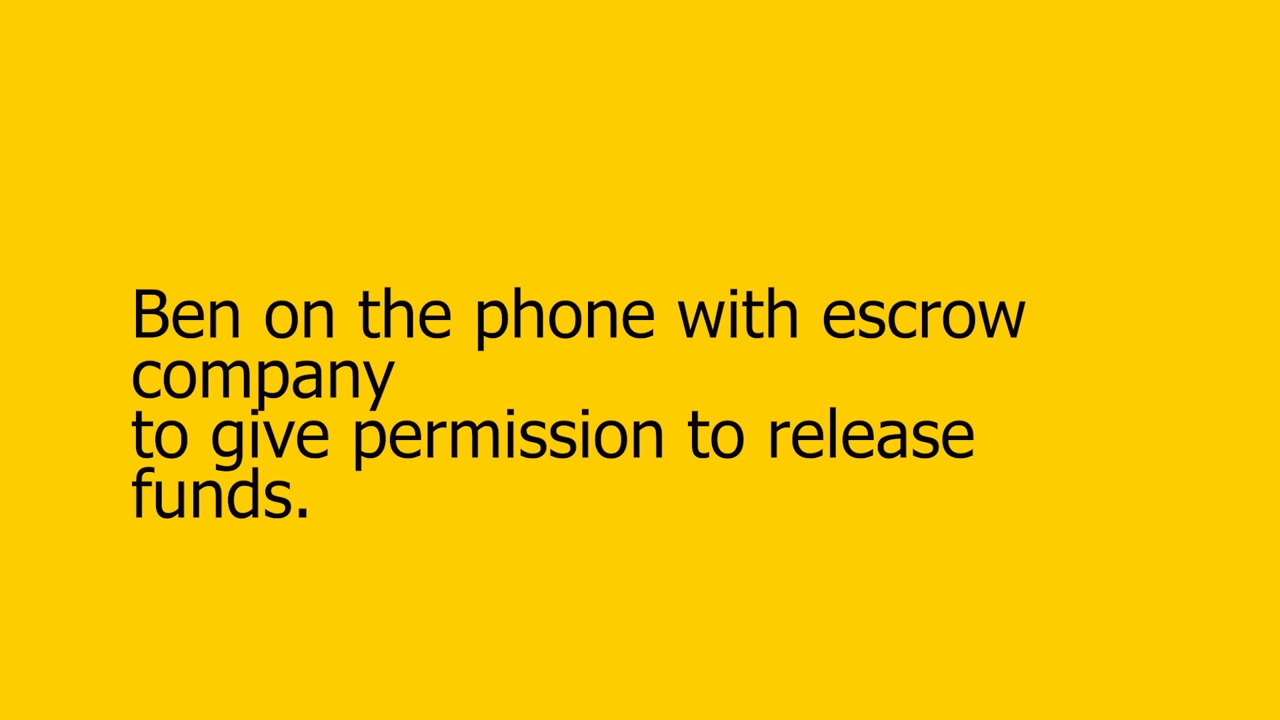 Ben on the phone with escrow
company
to give permission to release
funds.